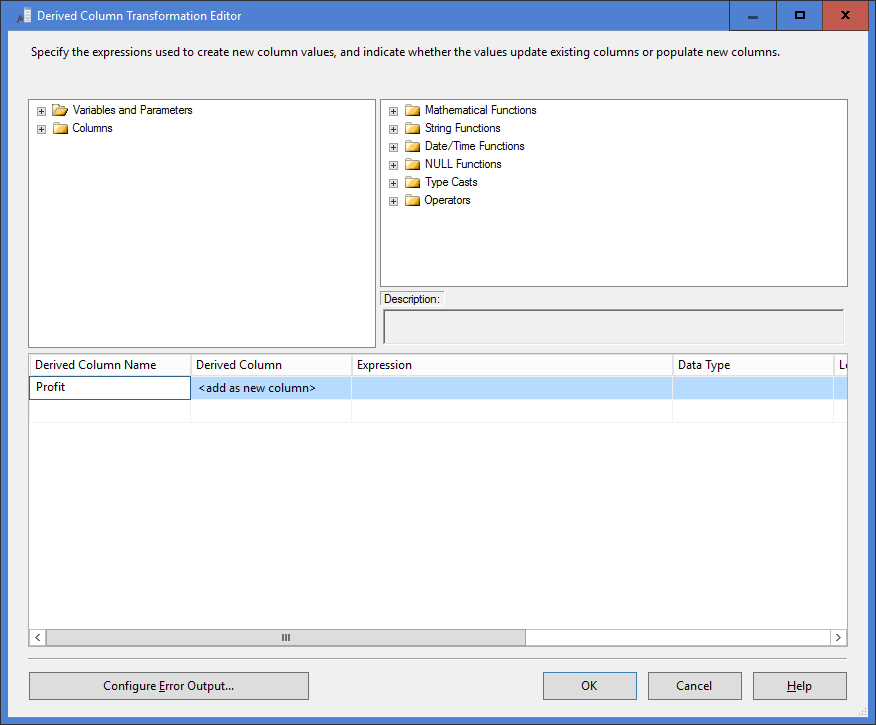 Derived Column Transformation Editor
Specify the expressions used to create new column values, and indicate whether the values update existing columns or populate new columns.
Variables and Parameters
Columns
Mathematical Functions
String Functions
Date/Time Functions
NULL Functions
Type Casts
Operators
Description:
Derived Column Name Derived Column Expression Data Type
Profit <add as new column>
Configure Error Output... OK Cancel Help